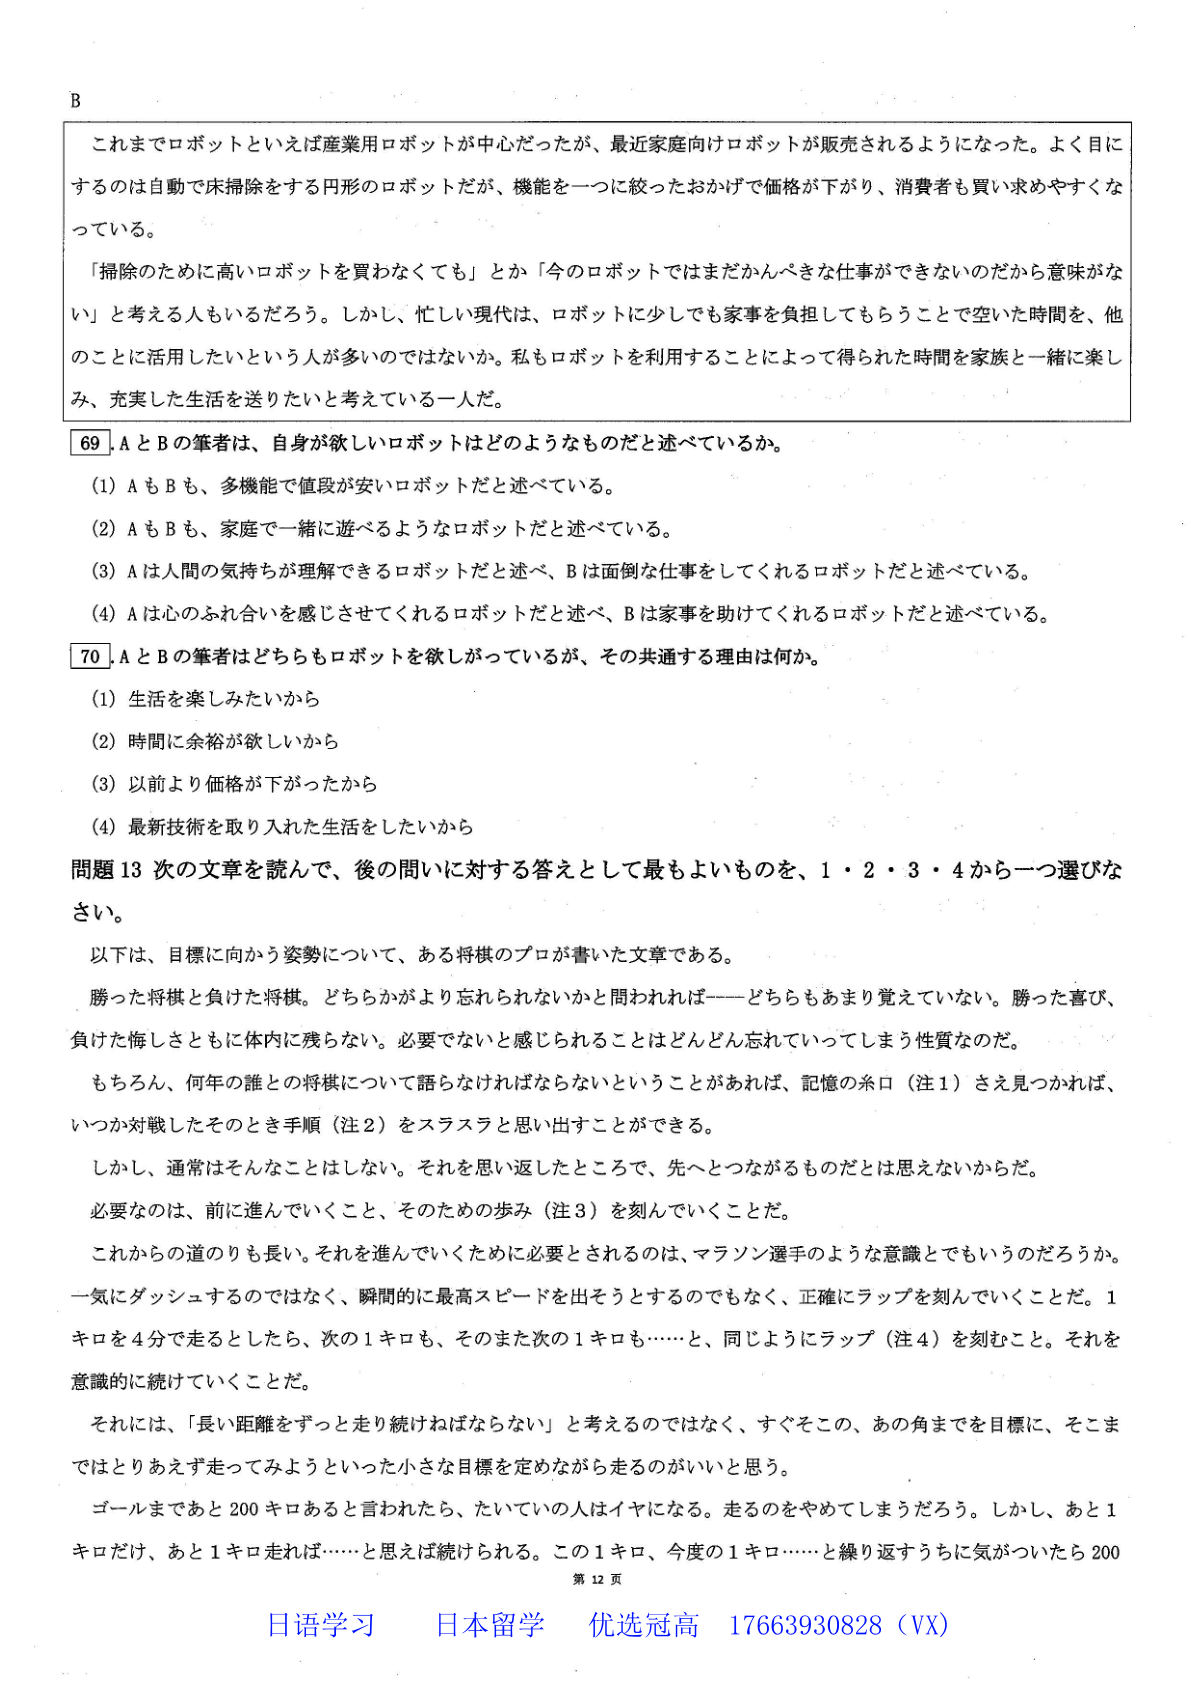 B
これまでロボットといえば産業用ロボットが中心だったが、最近家庭向けロボットが販売されるようになった。よく目に
するのは自動で床掃除をする円形のロボットだが、機能を一つに絞ったおかげで価格が下がり、消費者も買い求めやすくな
っている。
「掃除のために高いロボットを買わなくても」とか「今のロボットではまだかんぺきな仕事ができないのだから意味がな
い」と考える人もいるだろう。しかし、忙しい現代は、ロボットに少しでも家事を負担してもらうことで空いた時間を、他
のことに活用したいという人が多いのではないか。私もロボットを利用することによって得られた時間を家族と一緒に楽し
み、充実した生活を送りたいと考えている一人だ。
69.AとBの筆者は、自身が欲しいロボットはどのようなものだと述べているか。
(1) AもBも、多機能で値段が安いロボットだと述べている。
(2) AもBも、家庭で一緒に遊べるようなロボットだと述べている。
(3) Aは人間の気持ちが理解できるロボットだと述べ、Bは面倒な仕事をしてくれるロボットだと述べている。
(4) Aは心のふれ合いを感じさせてくれるロボットだと述べ、Bは家事を助けてくれるロボットだと述べている。
70.AとBの筆者はどちらもロボットを欲しがっているが、その共通する理由は何か。
(1) 生活を楽しみたいから
(2) 時間に余裕が欲しいから
(3) 以前より価格が下がったから
(4) 最新技術を取り入れた生活をしたいから
問題13 次の文章を読んで、後の問いに対する答えとして最もよいものを、1・2・3・4から一つ選びな
さい。
以下は、目標に向かう姿勢について、ある将棋のプロが書いた文章である。
勝った将棋と負けた将棋。どちらかがより忘れられないかと問われれば——どちらもあまり覚えていない。勝った喜び、
負けた悔しさともに体内に残らない。必要でないと感じられることはどんどん忘れていってしまう性質なのだ。
もちろん、何年の誰との将棋について語らなければならないということがあれば、記憶の糸口（注１）さえ見つかれば、
いつか対戦したそのとき手順（注２）をスラスラと思い出すことができる。
しかし、通常はそんなことはしない。それを思い返したところで、先へとつながるものだとは思えないからだ。
必要なのは、前に進んでいくこと、そのための歩み（注３）を刻んでいくことだ。
これからの道のりも長い。それを進んでいくために必要とされるのは、マラソン選手のような意識とでもいうのだろうか。
一気にダッシュするのではなく、瞬間的に最高スピードを出そうとするのでもなく、正確にラップを刻んでいくことだ。１
キロを４分で走るとしたら、次の１キロも、そのまた次の１キロも……と、同じようにラップ（注４）を刻むこと。それを
意識的に続けていくことだ。
それには、「長い距離をずっと走り続けねばならない」と考えるのではなく、すぐそこの、あの角までを目標に、そこま
ではとりあえず走ってみようといった小さな目標を定めながら走るのがいいと思う。
ゴールまであと200キロあると言われたら、たいていの人はイヤになる。走るのをやめてしまうだろう。しかし、あと１
キロだけ、あと１キロ走れば……と思えば続けられる。この１キロ、今度の１キロ……と繰り返すうちに気がついたら200
第 12 页
日语学习 日本留学 优选冠高 17663930828（VX)